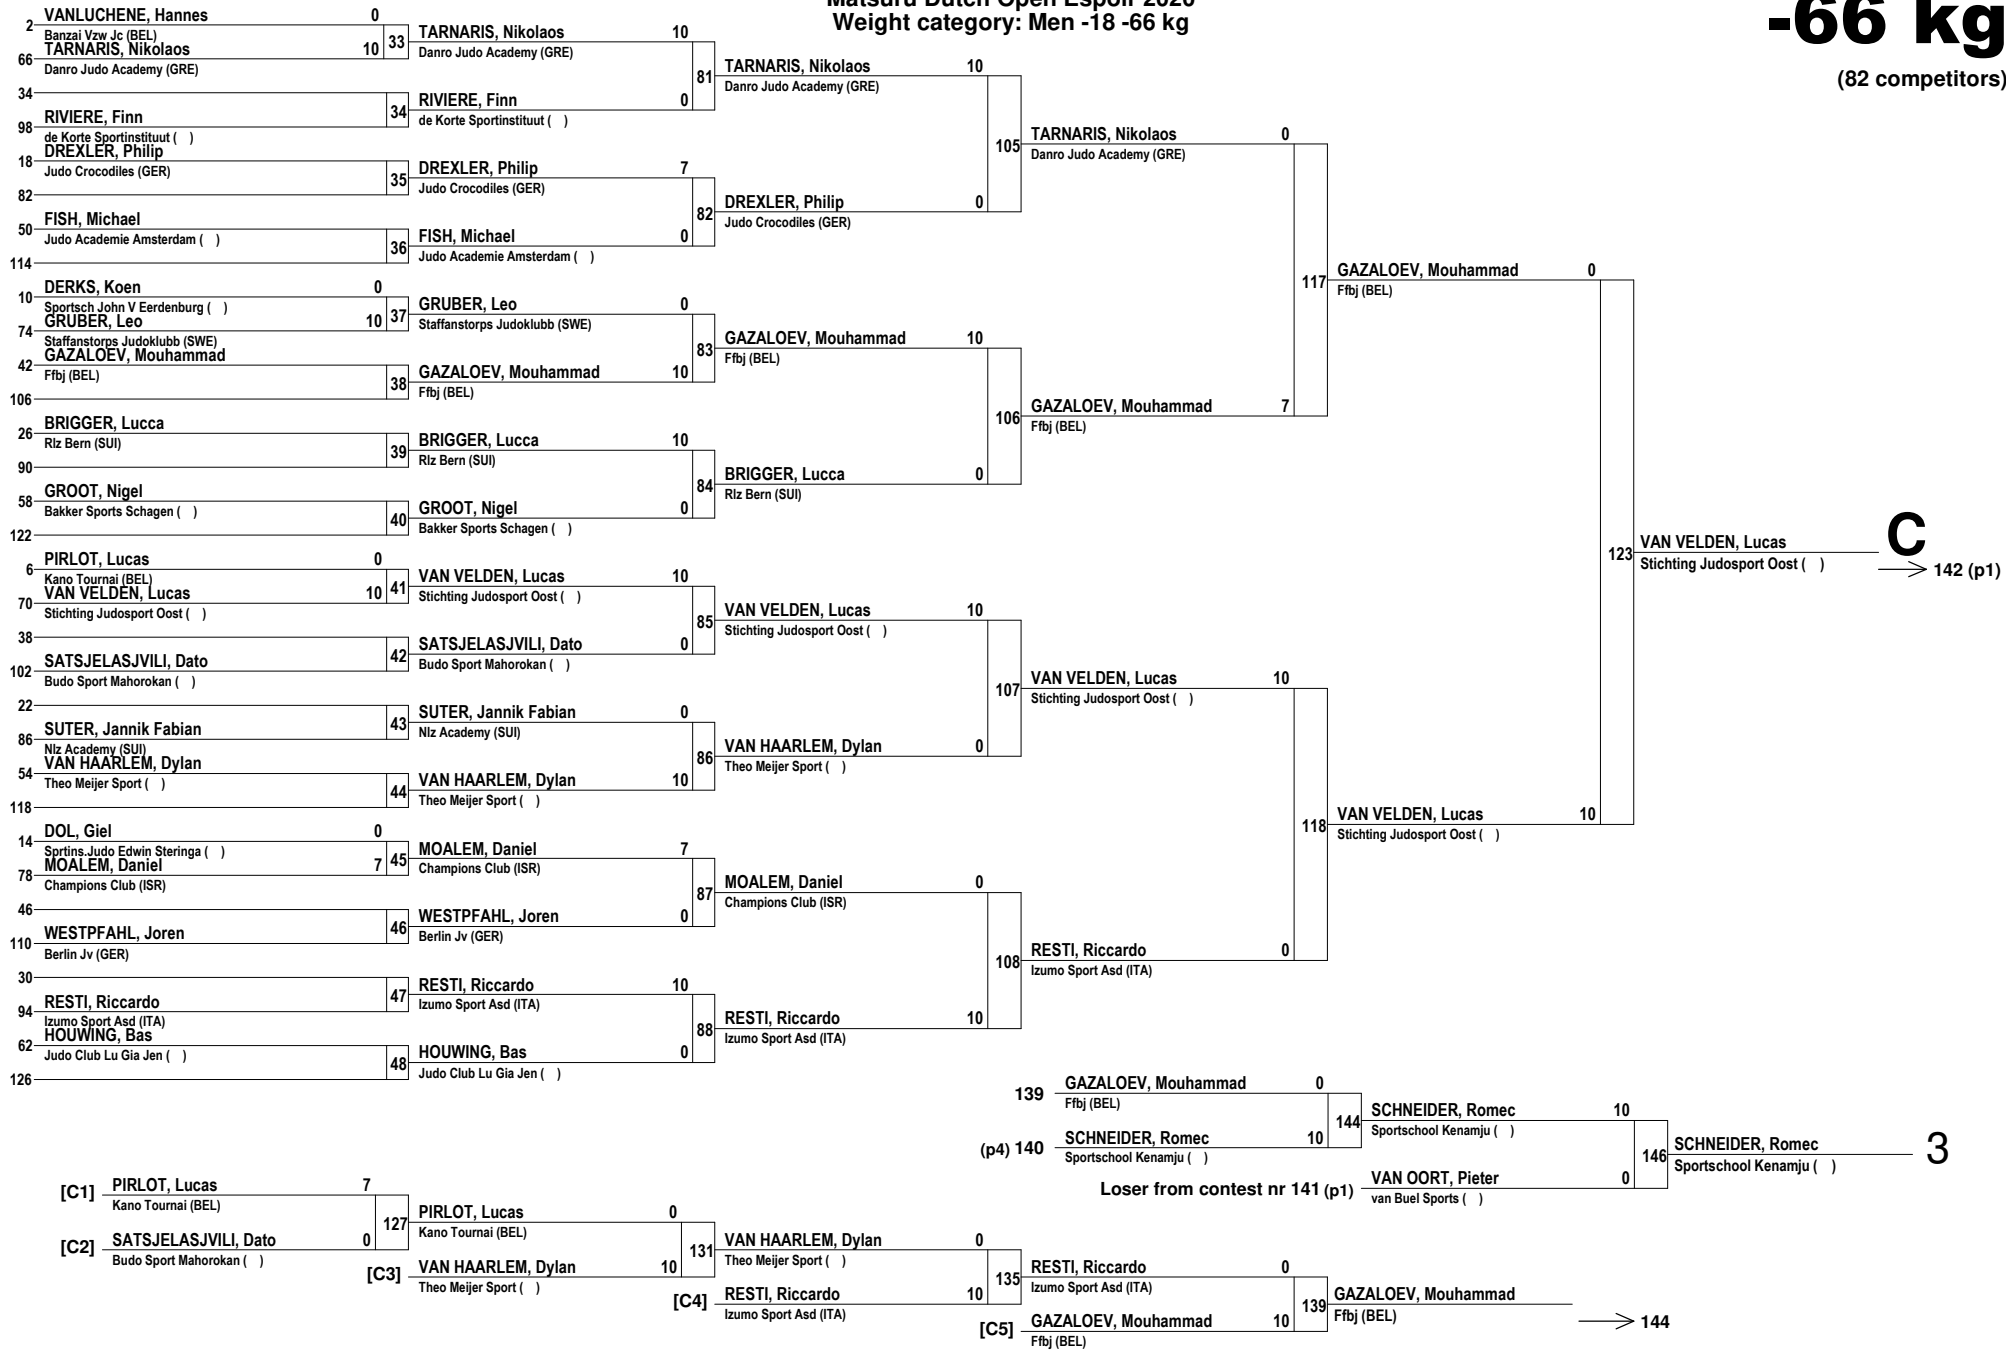 Matsuru Dutch Open Espoir 2020
Weight category: Men -18 -66 kg
-66 kg
(82 competitors)
2 VANLUCHENE, Hannes 0
Banzai Vzw Jc (BEL)
66 TARNARIS, Nikolaos 10
Danro Judo Academy (GRE)
33
34
98 RIVIERE, Finn
de Korte Sportinstituut ( )
34
18 DREXLER, Philip
Judo Crocodiles (GER)
82
35
50 FISH, Michael
Judo Academie Amsterdam ( )
114
36
10 DERKS, Koen 0
Sportsch John V Eerdenburg ( )
74 GRUBER, Leo 10
Staffanstorps Judoklubb (SWE)
37
42 GAZALOEV, Mouhammad
Ffbj (BEL)
106
38
26 BRIGGER, Lucca
Rlz Bern (SUI)
90
39
58 GROOT, Nigel
Bakker Sports Schagen ( )
122
40
6 PIRLOT, Lucas 0
Kano Tournai (BEL)
70 VAN VELDEN, Lucas 10
Stichting Judosport Oost ( )
41
38
102 SATSJELASJVILI, Dato
Budo Sport Mahorokan ( )
42
22
86 SUTER, Jannik Fabian
Nlz Academy (SUI)
43
54 VAN HAARLEM, Dylan
Theo Meijer Sport ( )
118
44
14 DOL, Giel 0
Sprtins.Judo Edwin Steringa ( )
78 MOALEM, Daniel 7
Champions Club (ISR)
45
46
110 WESTPFAHL, Joren
Berlin Jv (GER)
46
30
94 RESTI, Riccardo
Izumo Sport Asd (ITA)
47
62 HOUWING, Bas
Judo Club Lu Gia Jen ( )
126
48
TARNARIS, Nikolaos 10
Danro Judo Academy (GRE)
81
RIVIERE, Finn 0
de Korte Sportinstituut ( )
DREXLER, Philip 7
Judo Crocodiles (GER)
82
FISH, Michael 0
Judo Academie Amsterdam ( )
GRUBER, Leo 0
Staffanstorps Judoklubb (SWE)
83
GAZALOEV, Mouhammad 10
Ffbj (BEL)
BRIGGER, Lucca 10
Rlz Bern (SUI)
84
GROOT, Nigel 0
Bakker Sports Schagen ( )
VAN VELDEN, Lucas 10
Stichting Judosport Oost ( )
85
SATSJELASJVILI, Dato 0
Budo Sport Mahorokan ( )
SUTER, Jannik Fabian 0
Nlz Academy (SUI)
86
VAN HAARLEM, Dylan 10
Theo Meijer Sport ( )
MOALEM, Daniel 7
Champions Club (ISR)
87
WESTPFAHL, Joren 0
Berlin Jv (GER)
RESTI, Riccardo 10
Izumo Sport Asd (ITA)
88
HOUWING, Bas 0
Judo Club Lu Gia Jen ( )
TARNARIS, Nikolaos 10
Danro Judo Academy (GRE)
105
DREXLER, Philip 0
Judo Crocodiles (GER)
GAZALOEV, Mouhammad 10
Ffbj (BEL)
106
BRIGGER, Lucca 0
Rlz Bern (SUI)
VAN VELDEN, Lucas 10
Stichting Judosport Oost ( )
107
VAN HAARLEM, Dylan 0
Theo Meijer Sport ( )
MOALEM, Daniel 0
Champions Club (ISR)
108
RESTI, Riccardo 10
Izumo Sport Asd (ITA)
TARNARIS, Nikolaos 0
Danro Judo Academy (GRE)
117
GAZALOEV, Mouhammad 7
Ffbj (BEL)
VAN VELDEN, Lucas 10
Stichting Judosport Oost ( )
118
RESTI, Riccardo 0
Izumo Sport Asd (ITA)
GAZALOEV, Mouhammad 0
Ffbj (BEL)
123
VAN VELDEN, Lucas 10
Stichting Judosport Oost ( )
VAN VELDEN, Lucas
Stichting Judosport Oost ( )
C
142 (p1)
139 GAZALOEV, Mouhammad 0
Ffbj (BEL)
144
(p4) 140 SCHNEIDER, Romec 10
Sportschool Kenamju ( )
SCHNEIDER, Romec 10
Sportschool Kenamju ( )
146
Loser from contest nr 141 (p1) VAN OORT, Pieter 0
van Buel Sports ( )
SCHNEIDER, Romec
Sportschool Kenamju ( )
3
[C1] PIRLOT, Lucas 7
Kano Tournai (BEL)
127
[C2] SATSJELASJVILI, Dato 0
Budo Sport Mahorokan ( )
PIRLOT, Lucas 0
Kano Tournai (BEL)
131
[C3] VAN HAARLEM, Dylan 10
Theo Meijer Sport ( )
VAN HAARLEM, Dylan 0
Theo Meijer Sport ( )
135
[C4] RESTI, Riccardo 10
Izumo Sport Asd (ITA)
RESTI, Riccardo 0
Izumo Sport Asd (ITA)
139
[C5] GAZALOEV, Mouhammad 10
Ffbj (BEL)
GAZALOEV, Mouhammad
Ffbj (BEL)
144